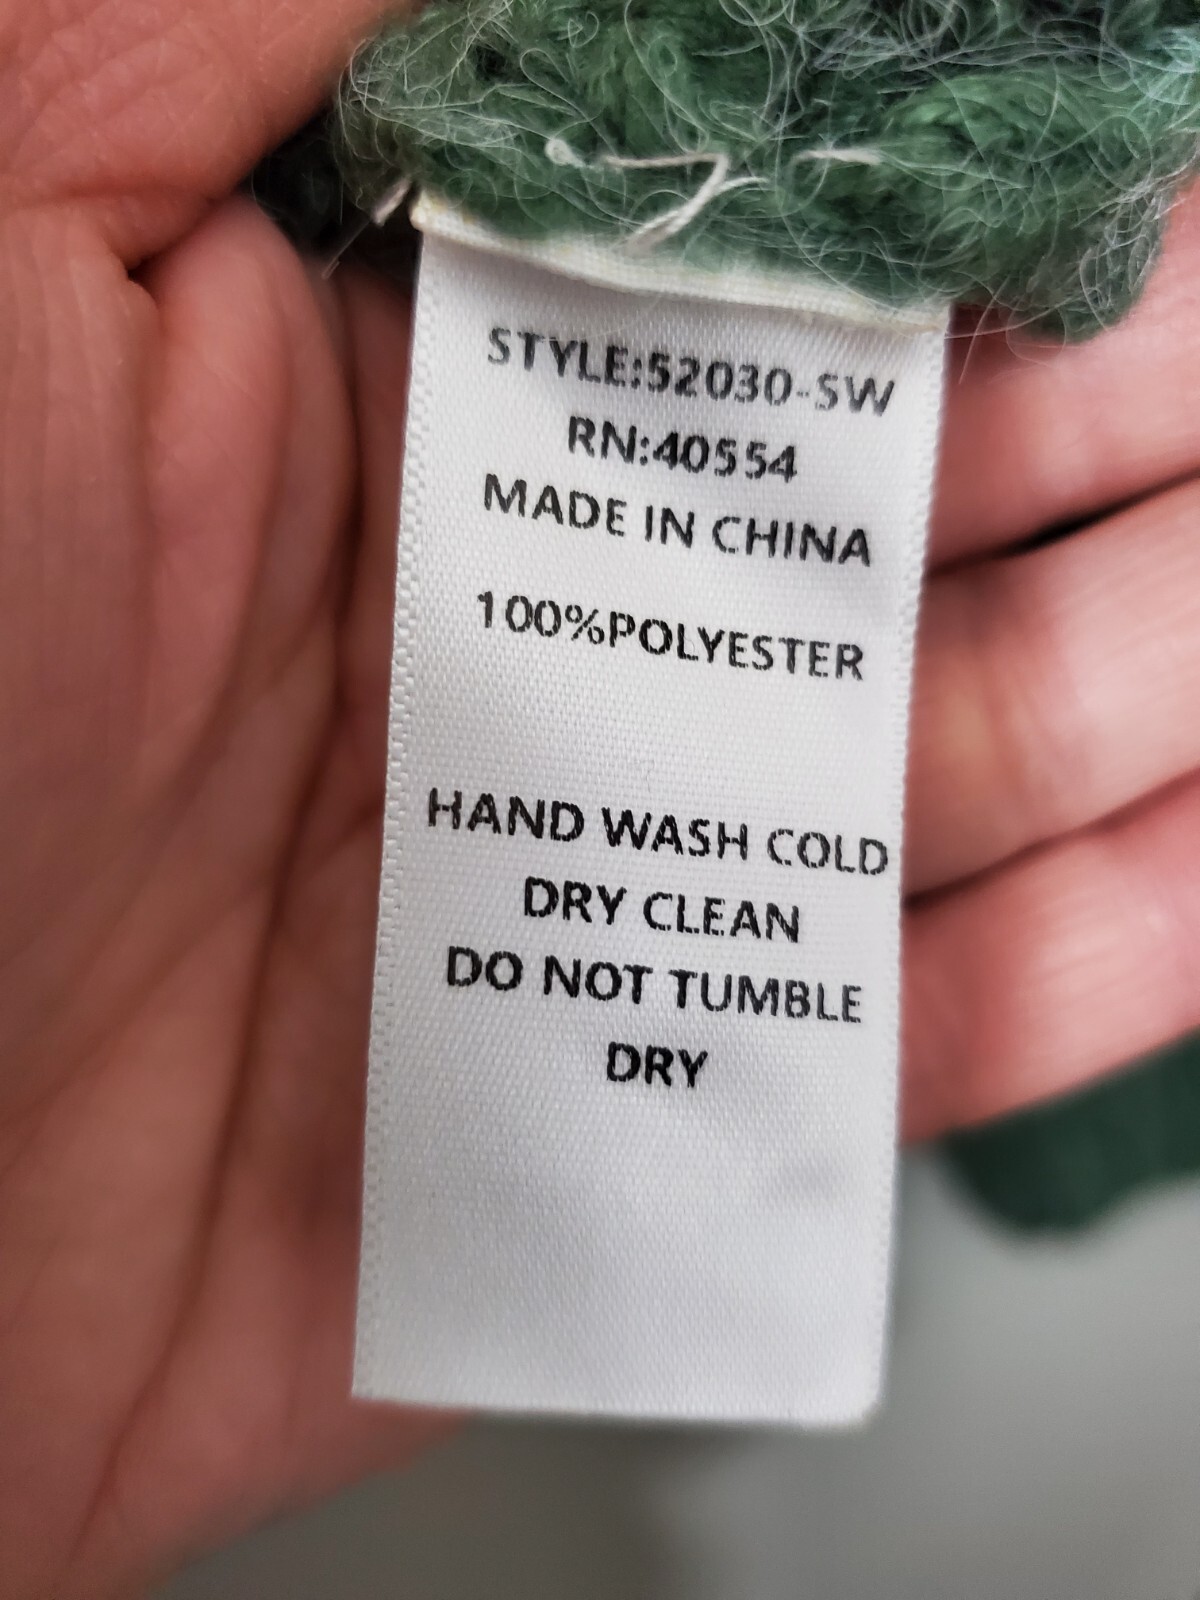 STYLE:52030-SW
RN:40554
MADE IN CHINA
100%POLYESTER
HAND WASH COLD
DRY CLEAN
DO NOT TUMBLE
DRY